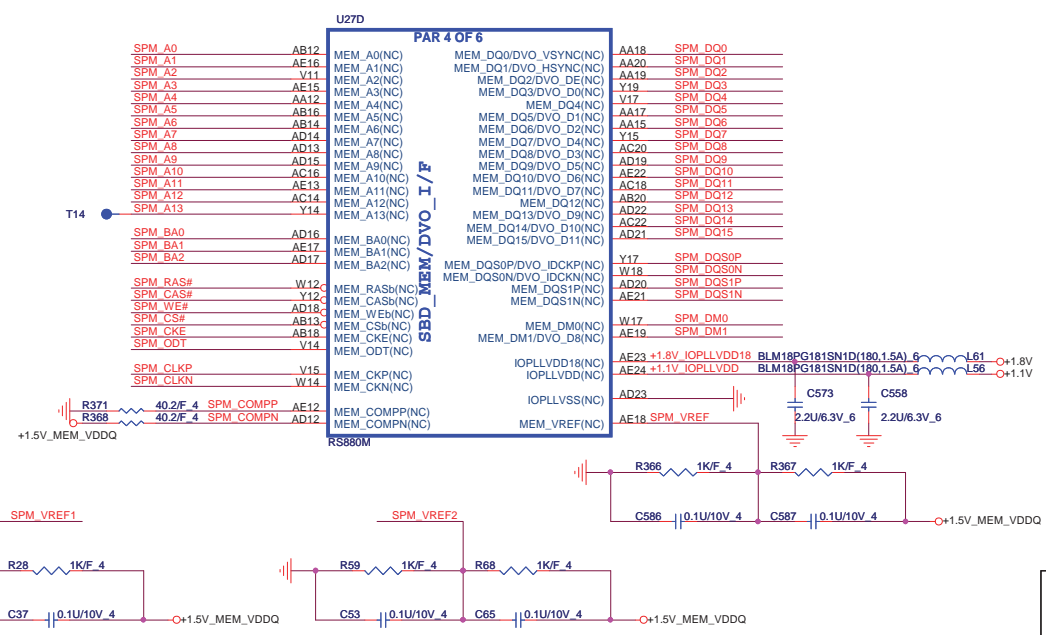 U27D
PAR 4 OF 6
SPM_A0 AB12 MEM_A0(NC) MEM_DQ0/DVO_VSYNC(NC) AA18 SPM_DQ0
SPM_A1 AE16 MEM_A1(NC) MEM_DQ1/DVO_HSYNC(NC) AA20 SPM_DQ1
SPM_A2 V11 MEM_A2(NC) MEM_DQ2/DVO_DE(NC) AA19 SPM_DQ2
SPM_A3 AE15 MEM_A3(NC) MEM_DQ3/DVO_D0(NC) Y19 SPM_DQ3
SPM_A4 AA12 MEM_A4(NC) MEM_DQ4(NC) V17 SPM_DQ4
SPM_A5 AB16 MEM_A5(NC) MEM_DQ5/DVO_D1(NC) AA17 SPM_DQ5
SPM_A6 AB14 MEM_A6(NC) MEM_DQ6/DVO_D2(NC) AA15 SPM_DQ6
SPM_A7 AD14 MEM_A7(NC) MEM_DQ7/DVO_D4(NC) Y15 SPM_DQ7
SPM_A8 AD13 MEM_A8(NC) MEM_DQ8/DVO_D3(NC) AC20 SPM_DQ8
SPM_A9 AD15 MEM_A9(NC) MEM_DQ9/DVO_D5(NC) AD19 SPM_DQ9
SPM_A10 AC16 MEM_A10(NC) MEM_DQ10/DVO_D6(NC) AE22 SPM_DQ10
SPM_A11 AE13 MEM_A11(NC) MEM_DQ11/DVO_D7(NC) AC18 SPM_DQ11
SPM_A12 AC14 MEM_A12(NC) MEM_DQ12(NC) AB20 SPM_DQ12
T14 SPM_A13 Y14 MEM_A13(NC) MEM_DQ13/DVO_D9(NC) AD22 SPM_DQ13
MEM_DQ14/DVO_D10(NC) AC22 SPM_DQ14
SPM_BA0 AD16 MEM_BA0(NC) MEM_DQ15/DVO_D11(NC) AD21 SPM_DQ15
SPM_BA1 AE17 MEM_BA1(NC)
SPM_BA2 AD17 MEM_BA2(NC) MEM_DQS0P/DVO_IDCKP(NC) Y17 SPM_DQS0P
MEM_DQS0N/DVO_IDCKN(NC) W18 SPM_DQS0N
SPM_RAS# W12 MEM_RASb(NC) MEM_DQS1P(NC) AD20 SPM_DQS1P
SPM_CAS# Y12 MEM_CASb(NC) MEM_DQS1N(NC) AE21 SPM_DQS1N
SPM_WE# AD18 MEM_WEb(NC)
SPM_CS# AB13 MEM_CSb(NC) MEM_DM0(NC) W17 SPM_DM0
SPM_CKE AB18 MEM_CKE(NC) MEM_DM1/DVO_D8(NC) AE19 SPM_DM1
SPM_ODT V14 MEM_ODT(NC)
SBD_MEM/DVO_I/F
IOPLLVDD18(NC) AE23 +1.8V_IOPLLVDD18 BLM18PG181SN1D(180,1.5A)_6 L61 +1.8V
SPM_CLKP V15 MEM_CKP(NC) IOPLLVDD(NC) AE24 +1.1V_IOPLLVDD BLM18PG181SN1D(180,1.5A)_6 L56 +1.1V
SPM_CLKN W14 MEM_CKN(NC)
IOPLLVSS(NC) AD23 C573 C558
R371 40.2/F_4 SPM_COMPP AE12 MEM_COMPP(NC)
R368 40.2/F_4 SPM_COMPN AD12 MEM_COMPN(NC) MEM_VREF(NC) AE18 SPM_VREF 2.2U/6.3V_6 2.2U/6.3V_6
+1.5V_MEM_VDDQ
RS880M
R366 1K/F_4 R367 1K/F_4
C586 0.1U/10V_4 C587 0.1U/10V_4 +1.5V_MEM_VDDQ
SPM_VREF1 SPM_VREF2
R28 1K/F_4 R59 1K/F_4 R68 1K/F_4
C37 0.1U/10V_4 +1.5V_MEM_VDDQ C53 0.1U/10V_4 C65 0.1U/10V_4 +1.5V_MEM_VDDQ